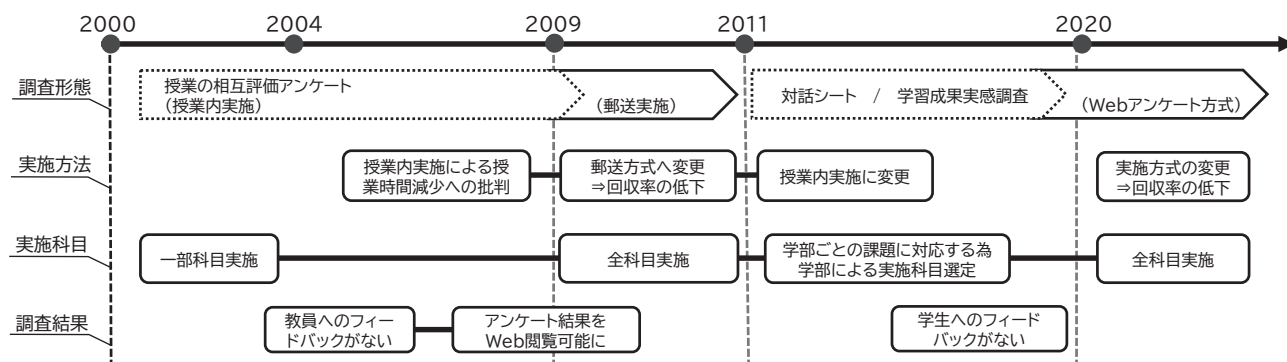 2000
2004
2009
2011
2020
調査形態
授業の相互評価アンケート
(授業内実施)
(郵送実施)
対話シート / 学習成果実感調査
(Webアンケート方式)
実施方法
授業内実施による授
業時間減少への批判
郵送方式へ変更
⇒回収率の低下
授業内実施に変更
実施方式の変更
⇒回収率の低下
実施科目
一部科目実施
全科目実施
学部ごとの課題に対応する為
学部による実施科目選定
全科目実施
調査結果
教員へのフィー
ドバックがない
アンケート結果を
Web閲覧可能に
学生へのフィード
バックがない